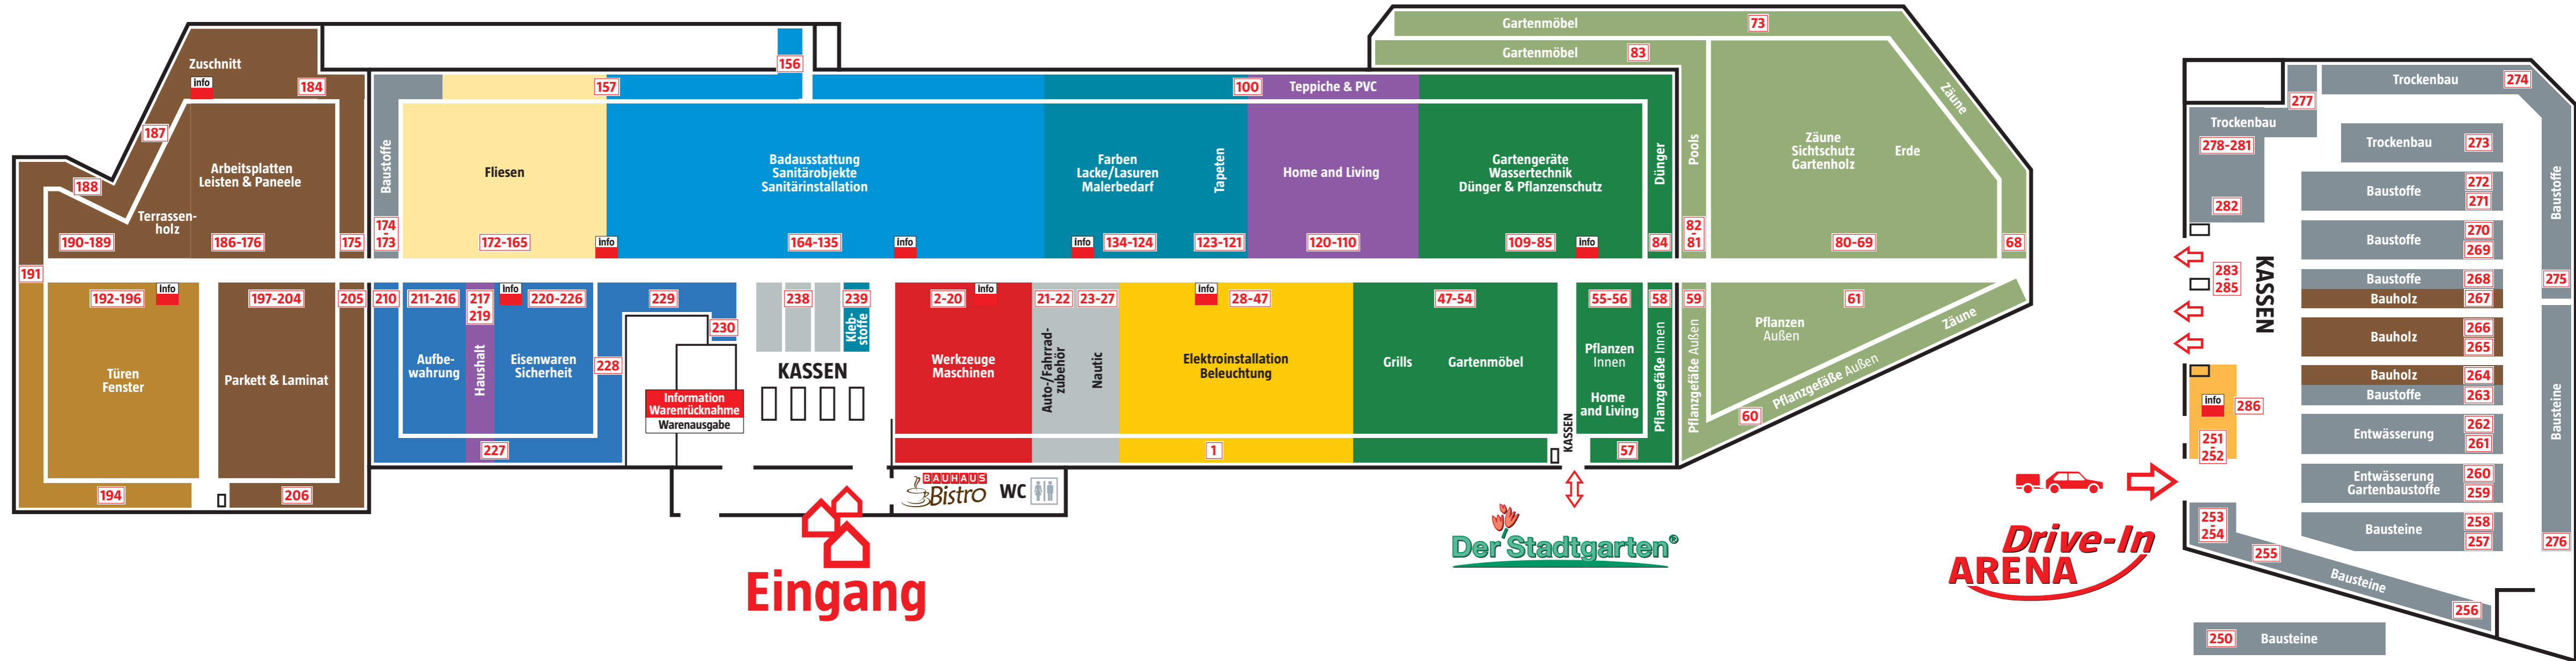 Zuschnitt
info
184
187
188
Arbeitsplatten
Leisten & Paneele
Terrassen-
holz
190-189
186-176
175
191
192-196
info
197-204
205
Türen
Fenster
Parkett & Laminat
194
206
156
157
100
Teppiche & PVC
Baustoffe
174
-
173
Fliesen
172-165
info
Badausstattung
Sanitärobjekte
Sanitärinstallation
164-135
info
Farben
Lacke/Lasuren
Malerbedarf
info
134-124
Tapeten
123-121
Home and Living
120-110
Gartengeräte
Wassertechnik
Dünger & Pflanzenschutz
109-85
info
Dünger
84
210
211-216
217
219
info
220-226
229
230
Aufbe-
wahrung
Haushalt
Eisenwaren
Sicherheit
228
227
Information
Warenrücknahme
Warenausgabe
238
239
Kleb-
stoffe
KASSEN
2-20
info
Werkzeuge
Maschinen
21-22
23-27
Auto-/Fahrrad-
zubehör
Nautic
info
28-47
Elektroinstallation
Beleuchtung
1
47-54
Grills
Gartenmöbel
KASSEN
55-56
Pflanzen
Innen
Home
and Living
57
58
Pflanzgefäße Innen
Gartenmöbel
73
Gartenmöbel
83
Zäune
Pools
82
-
81
Zäune
Sichtschutz
Gartenholz
Erde
80-69
68
59
Pflanzgefäße Außen
61
Pflanzen
Außen
Zäune
60
Pflanzgefäße Außen
BAUHAUS
Bistro
WC
Eingang
Der Stadtgarten®
Drive-In
ARENA
277
Trockenbau
274
Trockenbau
278-281
282
Trockenbau
273
Baustoffe
272
271
Baustoffe
270
269
Baustoffe
268
Bauholz
267
Bauholz
266
265
Bauholz
264
Baustoffe
263
Entwässerung
262
261
Entwässerung
Gartenbaustoffe
260
259
Bausteine
258
257
Baustoffe
275
Bausteine
276
283
285
KASSEN
info
286
251
-
252
253
-
254
255
Bausteine
256
250
Bausteine